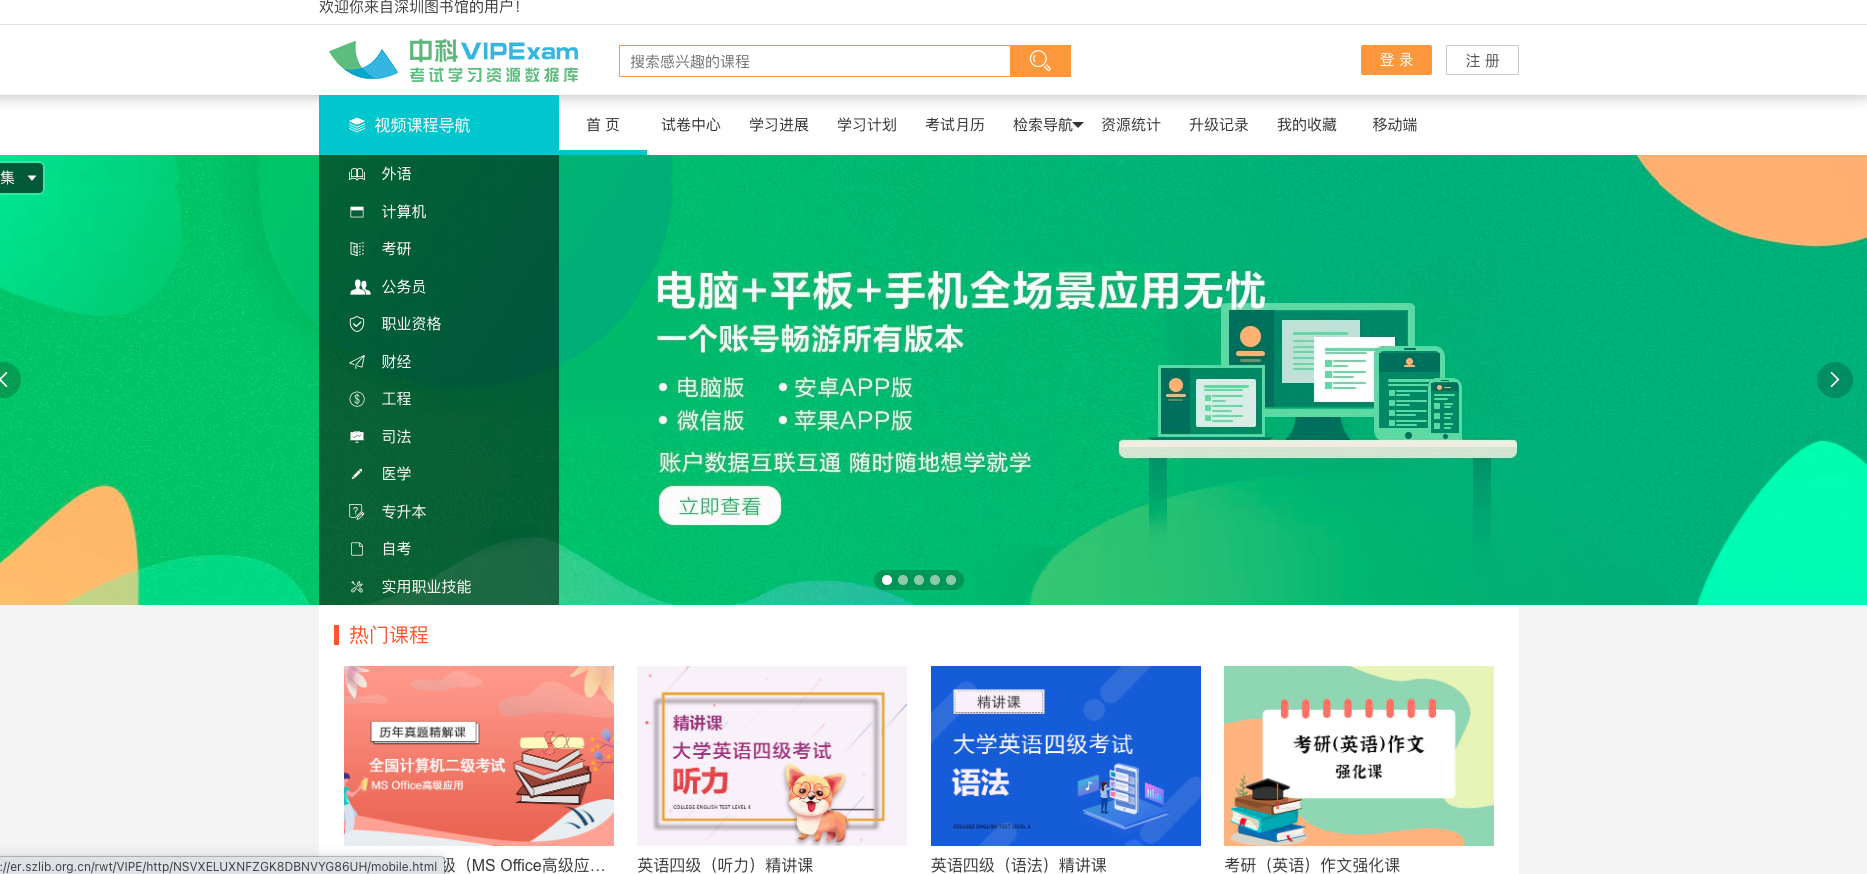 欢迎你来自深圳图书馆的用户!
中科VIPExam
考试学习资源数据库
搜索感兴趣的课程
登 录
注 册
视频课程导航
首 页
试卷中心
学习进展
学习计划
考试月历
检索导航
资源统计
升级记录
我的收藏
移动端
集
外语
计算机
考研
公务员
职业资格
财经
工程
司法
医学
专升本
自考
实用职业技能
电脑+平板+手机全场景应用无忧
一个账号畅游所有版本
• 电脑版 • 安卓APP版
• 微信版 • 苹果APP版
账户数据互联互通 随时随地想学就学
立即查看
热门课程
历年真题精解课
全国计算机二级考试
MS Office高级应用
精讲课
大学英语四级考试
听力
COLLEGE ENGLISH TEST LEVEL 4
精讲课
大学英语四级考试
语法
COLLEGE ENGLISH TEST LEVEL 4
考研(英语)作文
强化课
级（MS Office高级应...
英语四级（听力）精讲课
英语四级（语法）精讲课
考研（英语）作文强化课
://er.szlib.org.cn/rwt/VIPE/http/NSVXELUXNFZGK8DBNVYG86UH/mobile.html